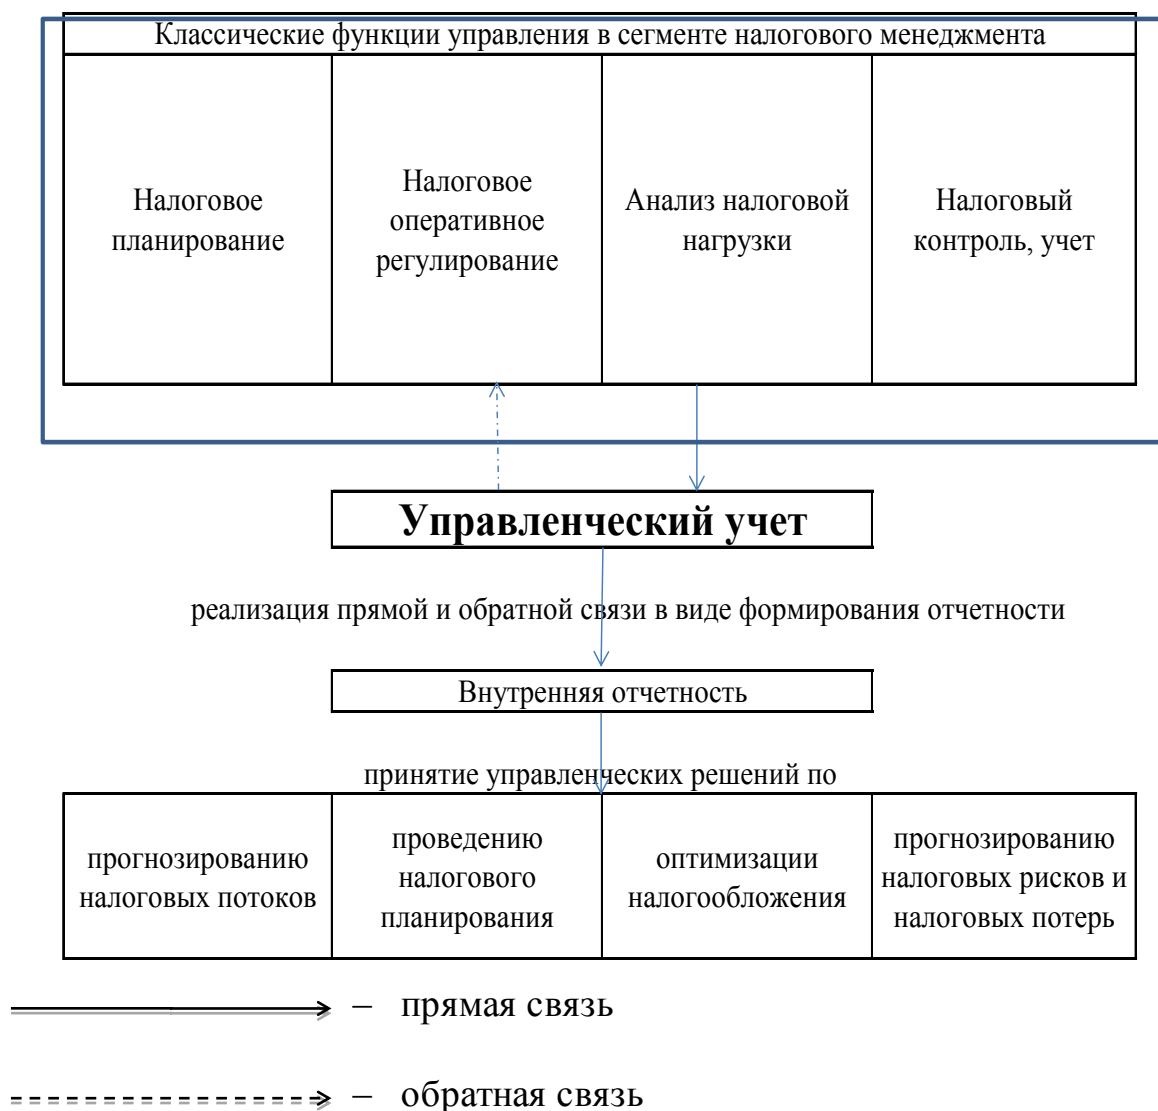 Классические функции управления в сегменте налогового менеджмента
Налоговое
планирование
Налоговое
оперативное
регулирование
Анализ налоговой
нагрузки
Налоговый
контроль, учет
Управленческий учет
реализация прямой и обратной связи в виде формирования отчетности
Внутренняя отчетность
принятие управленческих решений по
прогнозированию
налоговых потоков
проведению
налогового
планирования
оптимизации
налогообложения
прогнозированию
налоговых рисков и
налоговых потерь
– прямая связь
– обратная связь